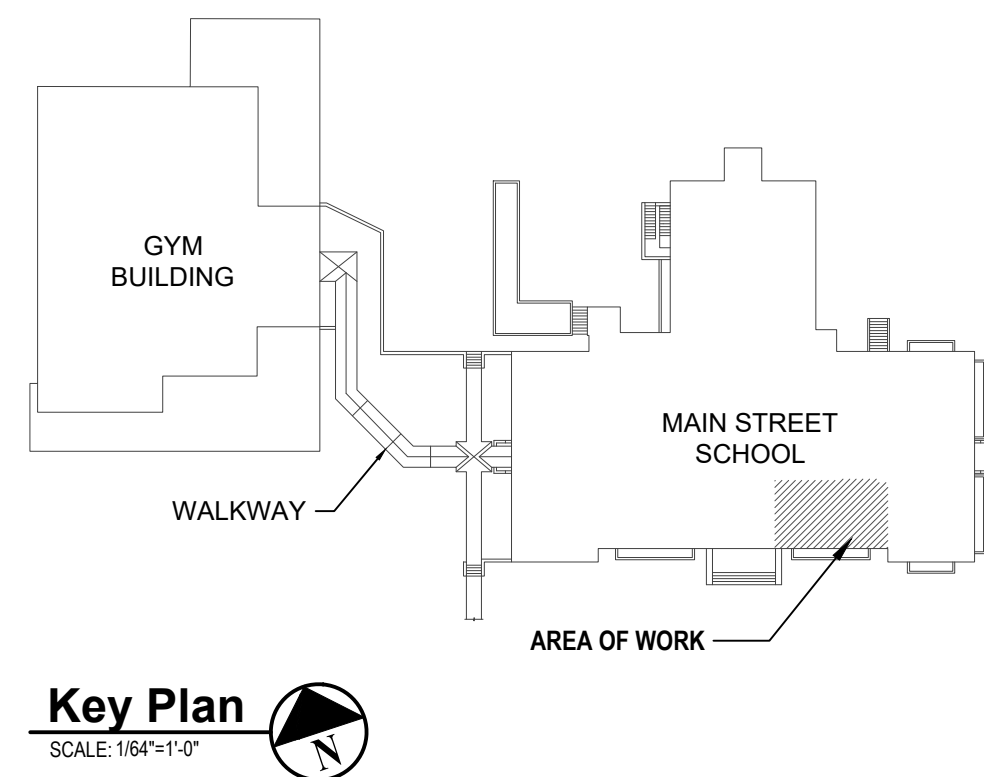 GYM
BUILDING
MAIN STREET
SCHOOL
WALKWAY
AREA OF WORK
Key Plan
SCALE: 1/64"=1'-0"
N